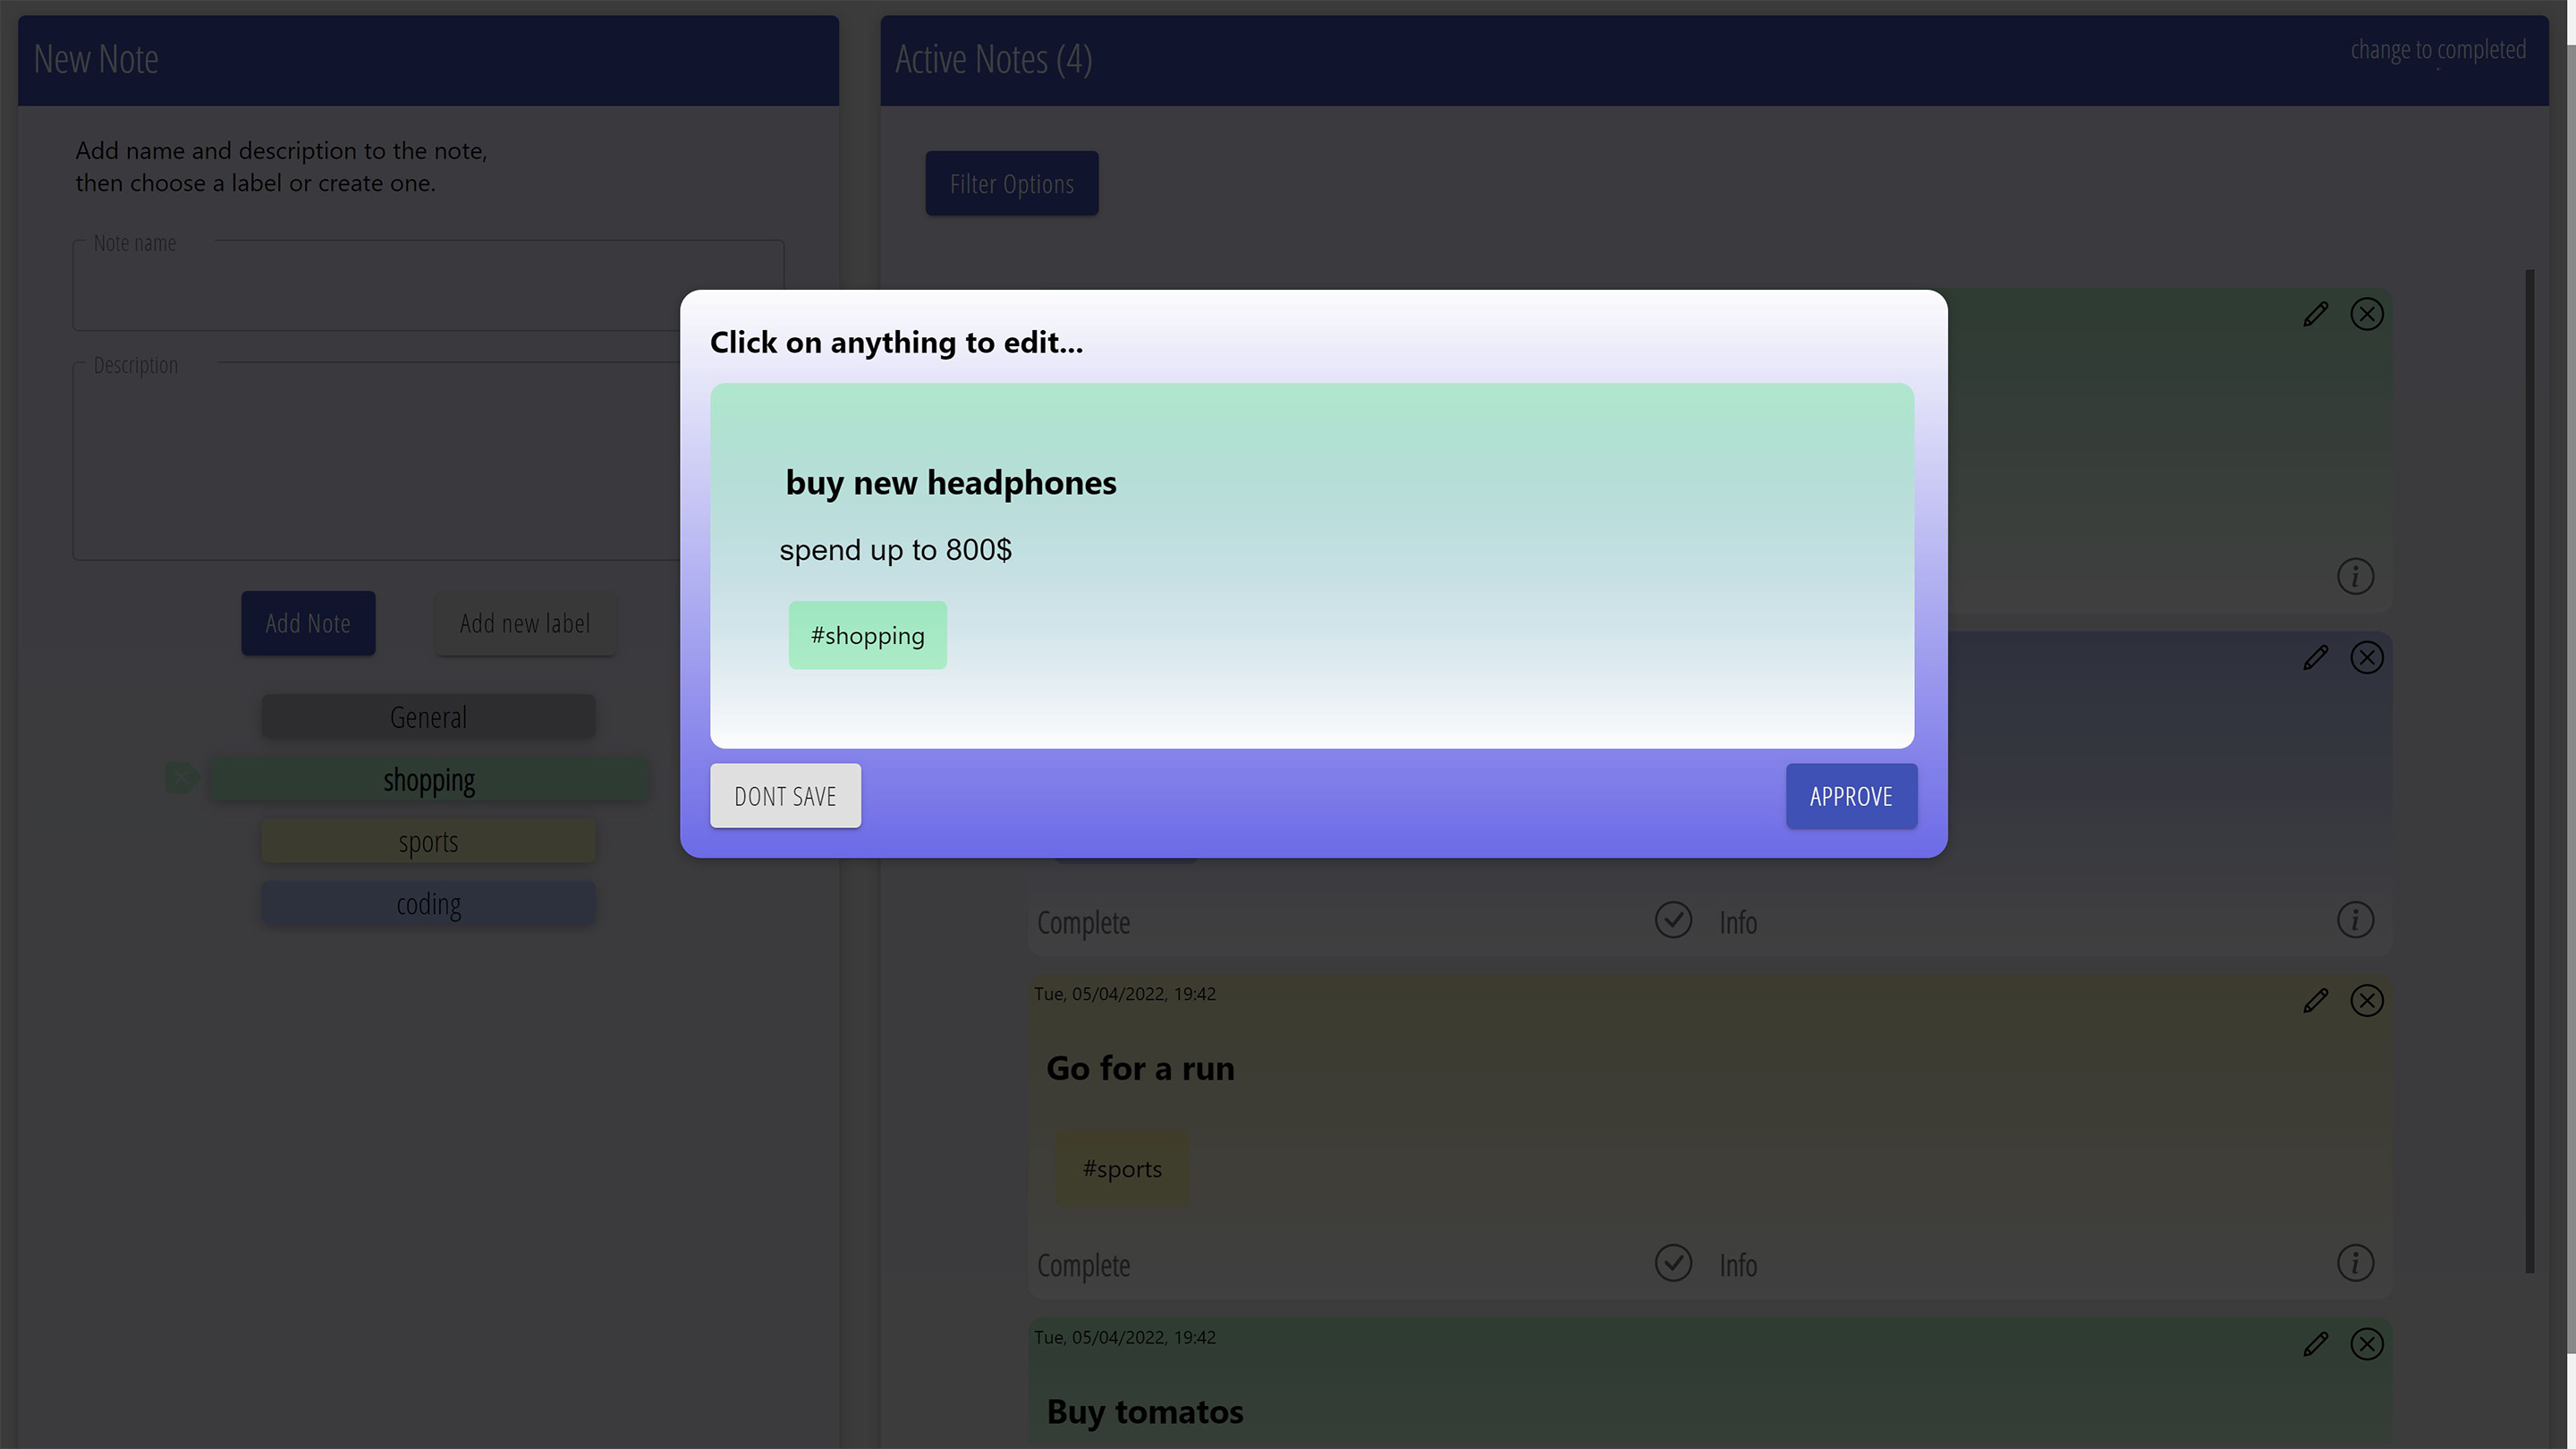 New Note
Add name and description to the note,
then choose a label or create one.
Note name
Description
Add Note
Add new label
General
shopping
sports
coding
Active Notes (4)
change to completed
Filter Options
Click on anything to edit...
buy new headphones
spend up to 800$
#shopping
DONT SAVE
APPROVE
Complete
Info
Tue, 05/04/2022, 19:42
Go for a run
#sports
Complete
Info
Tue, 05/04/2022, 19:42
Buy tomatos